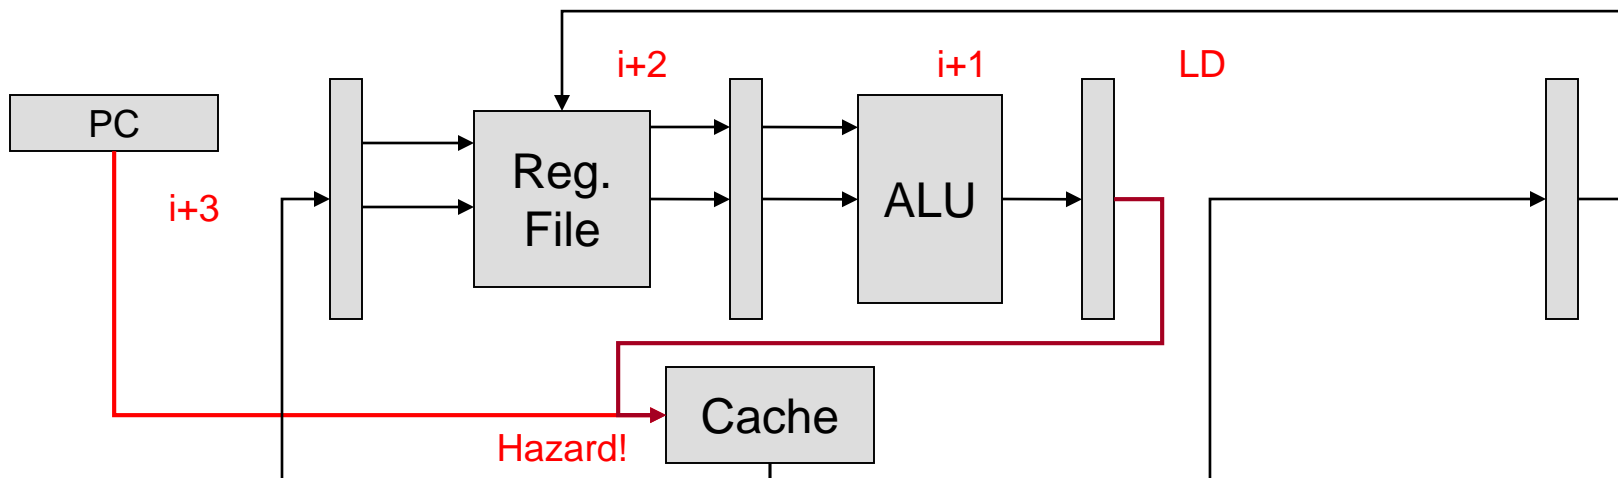 i+2
i+1
LD
PC
Reg.
File
ALU
i+3
Cache
Hazard!